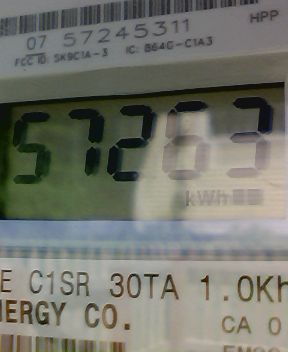 HPP
07 57245311
FCC ID: SK9C1A-3 IC: 864G-C1A3
57263
kWh
E C1SR 30TA 1.0Kh
NERGY CO.
CA 0